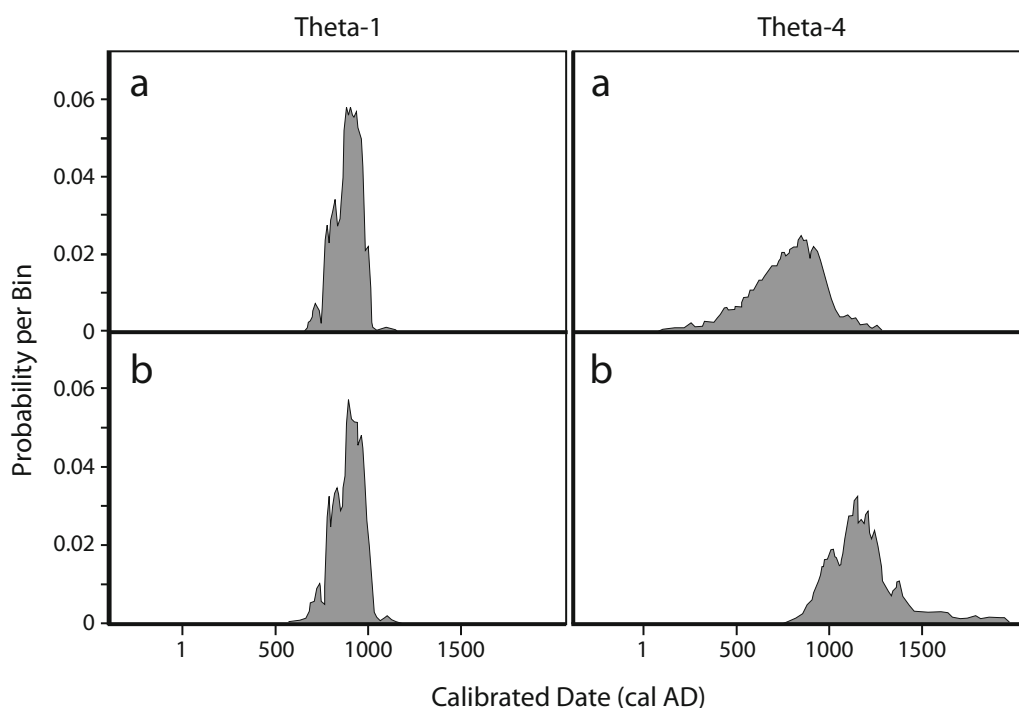 Theta-1
Theta-4
a
a
0.06
0.04
0.02
0
b
b
0.06
0.04
0.02
0
Probability per Bin
1 500 1000 1500
1 500 1000 1500
Calibrated Date (cal AD)